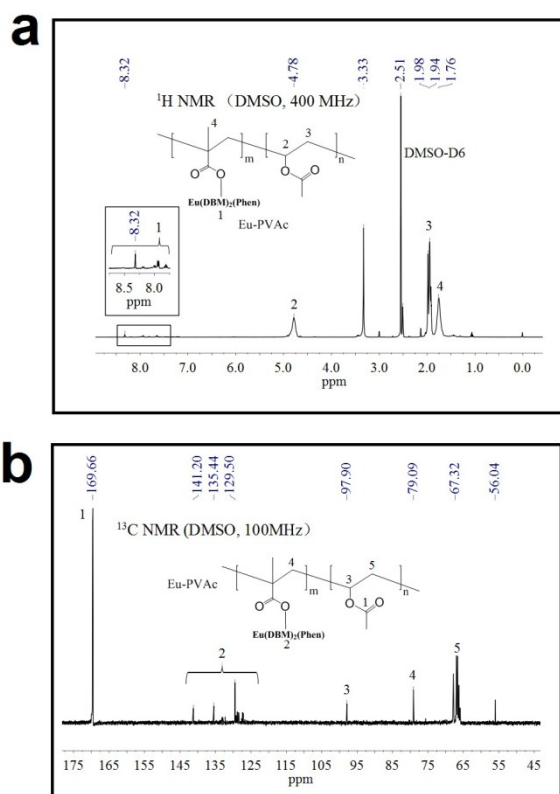 a
8.32
4.78
3.33
2.51
1.98
1.94
1.76
¹H NMR (DMSO, 400 MHz)
4
2
3
m
n
O
O
O
O
Eu(DBM)₂(Phen)
1
Eu-PVAc
DMSO-D6
8.32
1
8.5
8.0
ppm
2
3
4
8.0
6.0
5.0
4.0
3.0
2.0
1.0
0.0
ppm
b
169.66
141.20
135.44
129.50
97.90
79.09
67.32
56.04
1
¹³C NMR (DMSO, 100MHz)
Eu-PVAc
4
5
3
m
n
O
O
O
1
O
Eu(DBM)₂(Phen)
2
2
3
4
5
175
165
155
145
135
125
115
105
95
85
75
65
55
45
ppm